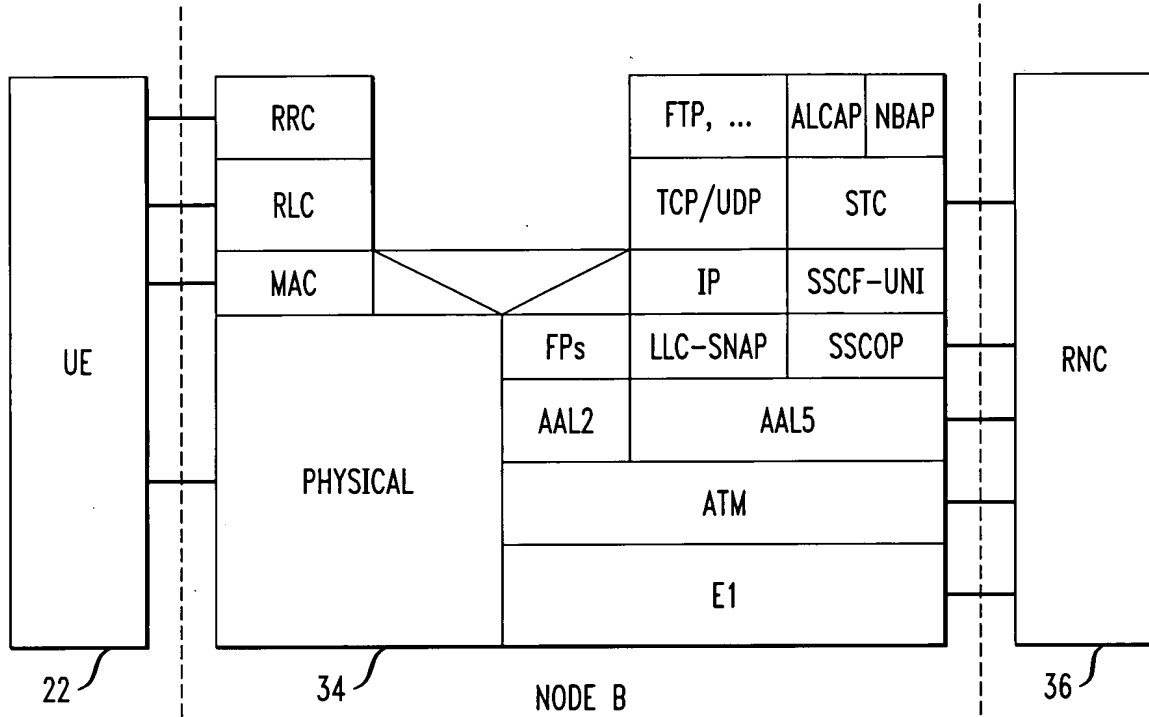 RRC
FTP, ...
ALCAP
NBAP
RLC
TCP/UDP
STC
MAC
IP
SSCF-UNI
UE
FPs
LLC-SNAP
SSCOP
RNC
AAL2
AAL5
PHYSICAL
ATM
E1
22
34
NODE B
36